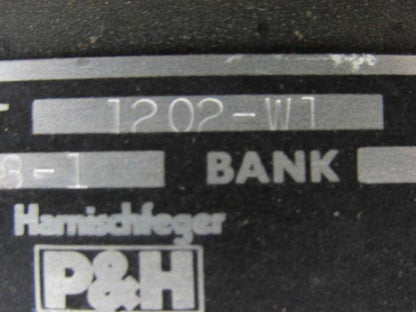 1202-W1
8-1 BANK
Harnischfeger
P&H